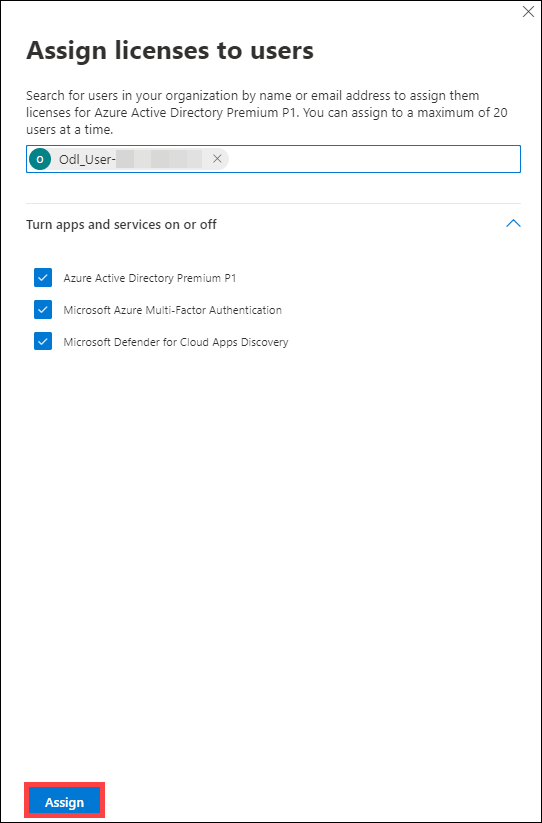 Assign licenses to users
Search for users in your organization by name or email address to assign them
licenses for Azure Active Directory Premium P1. You can assign to a maximum of 20
users at a time.
O Odl_User-
Turn apps and services on or off
Azure Active Directory Premium P1
Microsoft Azure Multi-Factor Authentication
Microsoft Defender for Cloud Apps Discovery
Assign